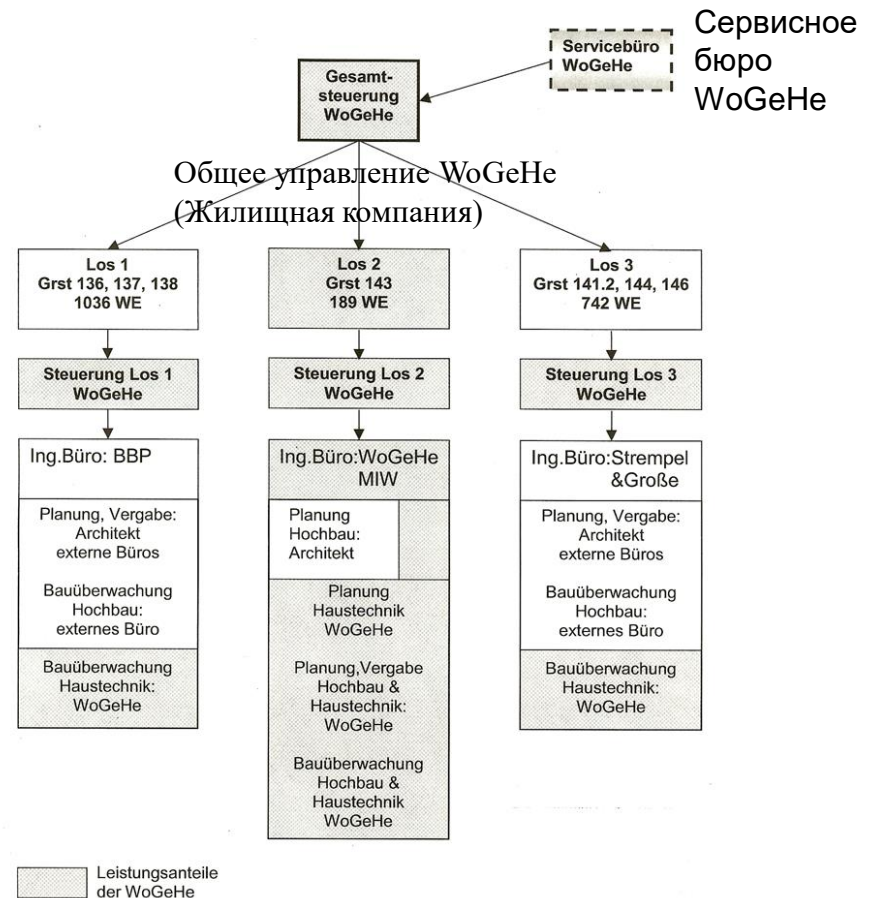 Gesamt-
steuerung
WoGeHe
Servicebüro
WoGeHe
Сервисное
бюро
WoGeHe
Общее управление WoGeHe
(Жилищная компания)
Los 1
Grst 136, 137, 138
1036 WE
Steuerung Los 1
WoGeHe
Ing.Büro: BBP
Planung, Vergabe:
Architekt
externe Büros
Bauüberwachung
Hochbau:
externes Büro
Bauüberwachung
Haustechnik:
WoGeHe
Los 2
Grst 143
189 WE
Steuerung Los 2
WoGeHe
Ing.Büro:WoGeHe
MIW
Planung
Hochbau:
Architekt
Planung
Haustechnik
WoGeHe
Planung,Vergabe
Hochbau &
Haustechnik:
WoGeHe
Bauüberwachung
Hochbau &
Haustechnik
WoGeHe
Los 3
Grst 141.2, 144, 146
742 WE
Steuerung Los 3
WoGeHe
Ing.Büro:Strempel
&Große
Planung, Vergabe:
Architekt
externe Büros
Bauüberwachung
Hochbau:
externes Büro
Bauüberwachung
Haustechnik:
WoGeHe
Leistungsanteile
der WoGeHe